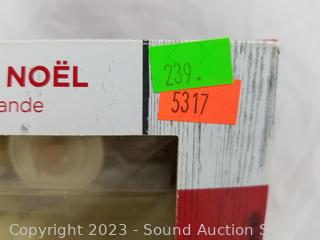 NOËL
ande
239.
5317
Copyright 2023 - Sound Auction S